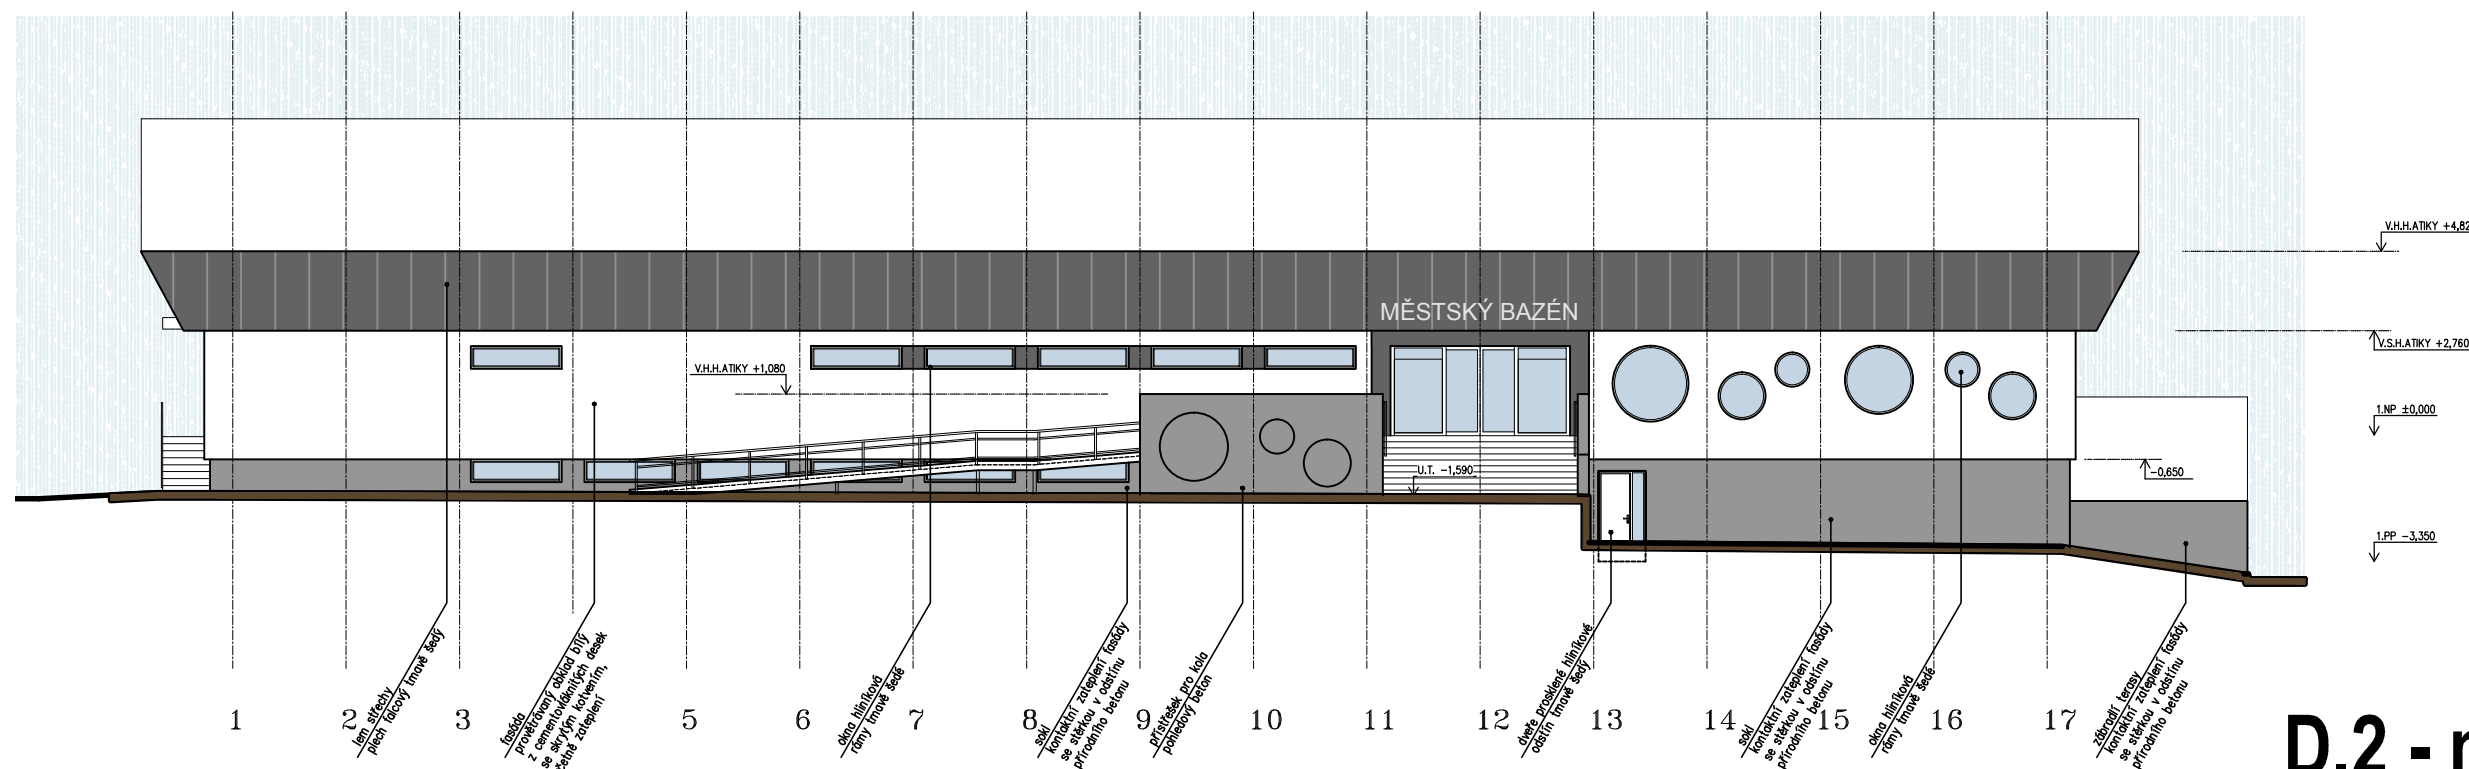 V.H.H.ATIKY +4,82
MĚSTSKÝ BAZÉN
V.S.H.ATIKY +2,760
V.H.H.ATIKY +1,080
1.NP ±0,000
U.T. -1,590
-0,650
1.PP -3,350
lem střechy
plech falcový tmavě šedý
fasáda
provětrávaný obklad bílý
z cementovláknitých desek
se skrytým kotvením,
četně zateplení
okna hliníková
rámy tmavě šedé
sokl
kontaktní zateplení fasády
se stěrkou v odstínu
přírodního betonu
přístřešek pro kola
pohledový beton
dveře prosklené hliníkové
odstín tmavě šedý
sokl
kontaktní zateplení fasády
se stěrkou v odstínu
přírodního betonu
okna hliníková
rámy tmavě šedé
zábradlí terasy
kontaktní zateplení fasády
se stěrkou v odstínu
přírodního betonu
1 2 3 5 6 7 8 9 10 11 12 13 14 15 16 17
D.2 - r